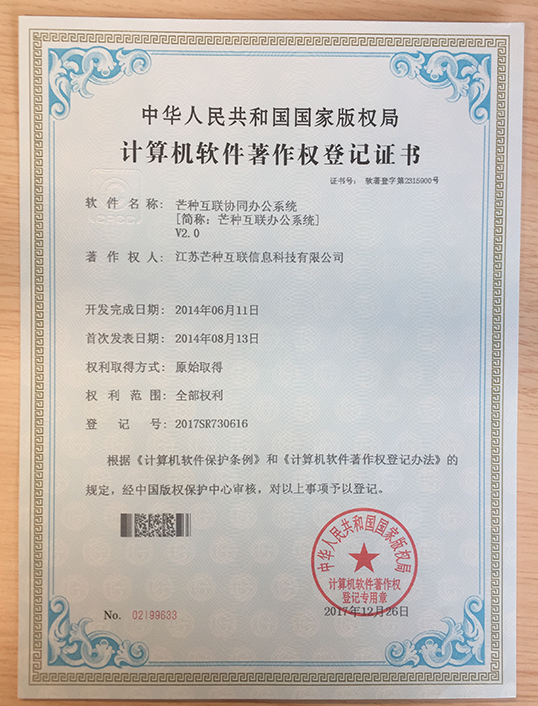 中华人民共和国国家版权局
计算机软件著作权登记证书
证书号： 软著登字第2315900号
软件名称： 芒种互联协同办公系统
[简称：芒种互联办公系统]
V2.0
著作权人： 江苏芒种互联信息科技有限公司
开发完成日期： 2014年06月11日
首次发表日期： 2014年08月13日
权利取得方式： 原始取得
权利范围： 全部权利
登记号： 2017SR730616
根据《计算机软件保护条例》和《计算机软件著作权登记办法》的
规定，经中国版权保护中心审核，对以上事项予以登记。
中华人民共和国国家版权局
计算机软件著作权
登记专用章
2017年12月26日
No. 02199633
CPCC